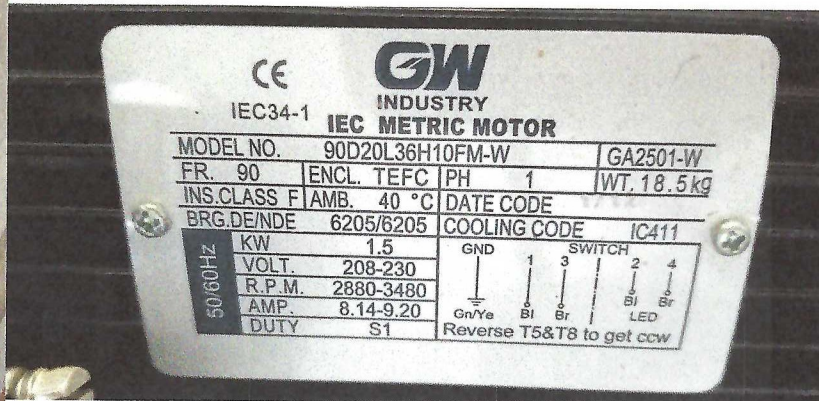 CE
GW
INDUSTRY
IEC34-1
IEC METRIC MOTOR
MODEL NO. 90D20L36H10FM-W GA2501-W
FR. 90 ENCL. TEFC PH 1 WT. 18.5kg
INS.CLASS F AMB. 40 °C DATE CODE
BRG.DE/NDE 6205/6205 COOLING CODE IC411
50/60Hz
KW 1.5
VOLT. 208-230
R.P.M. 2880-3480
AMP. 8.14-9.20
DUTY S1
GND SWITCH
1 3 2 4
Gn/Ye Bl Br Bl Br
LED
Reverse T5&T8 to get ccw